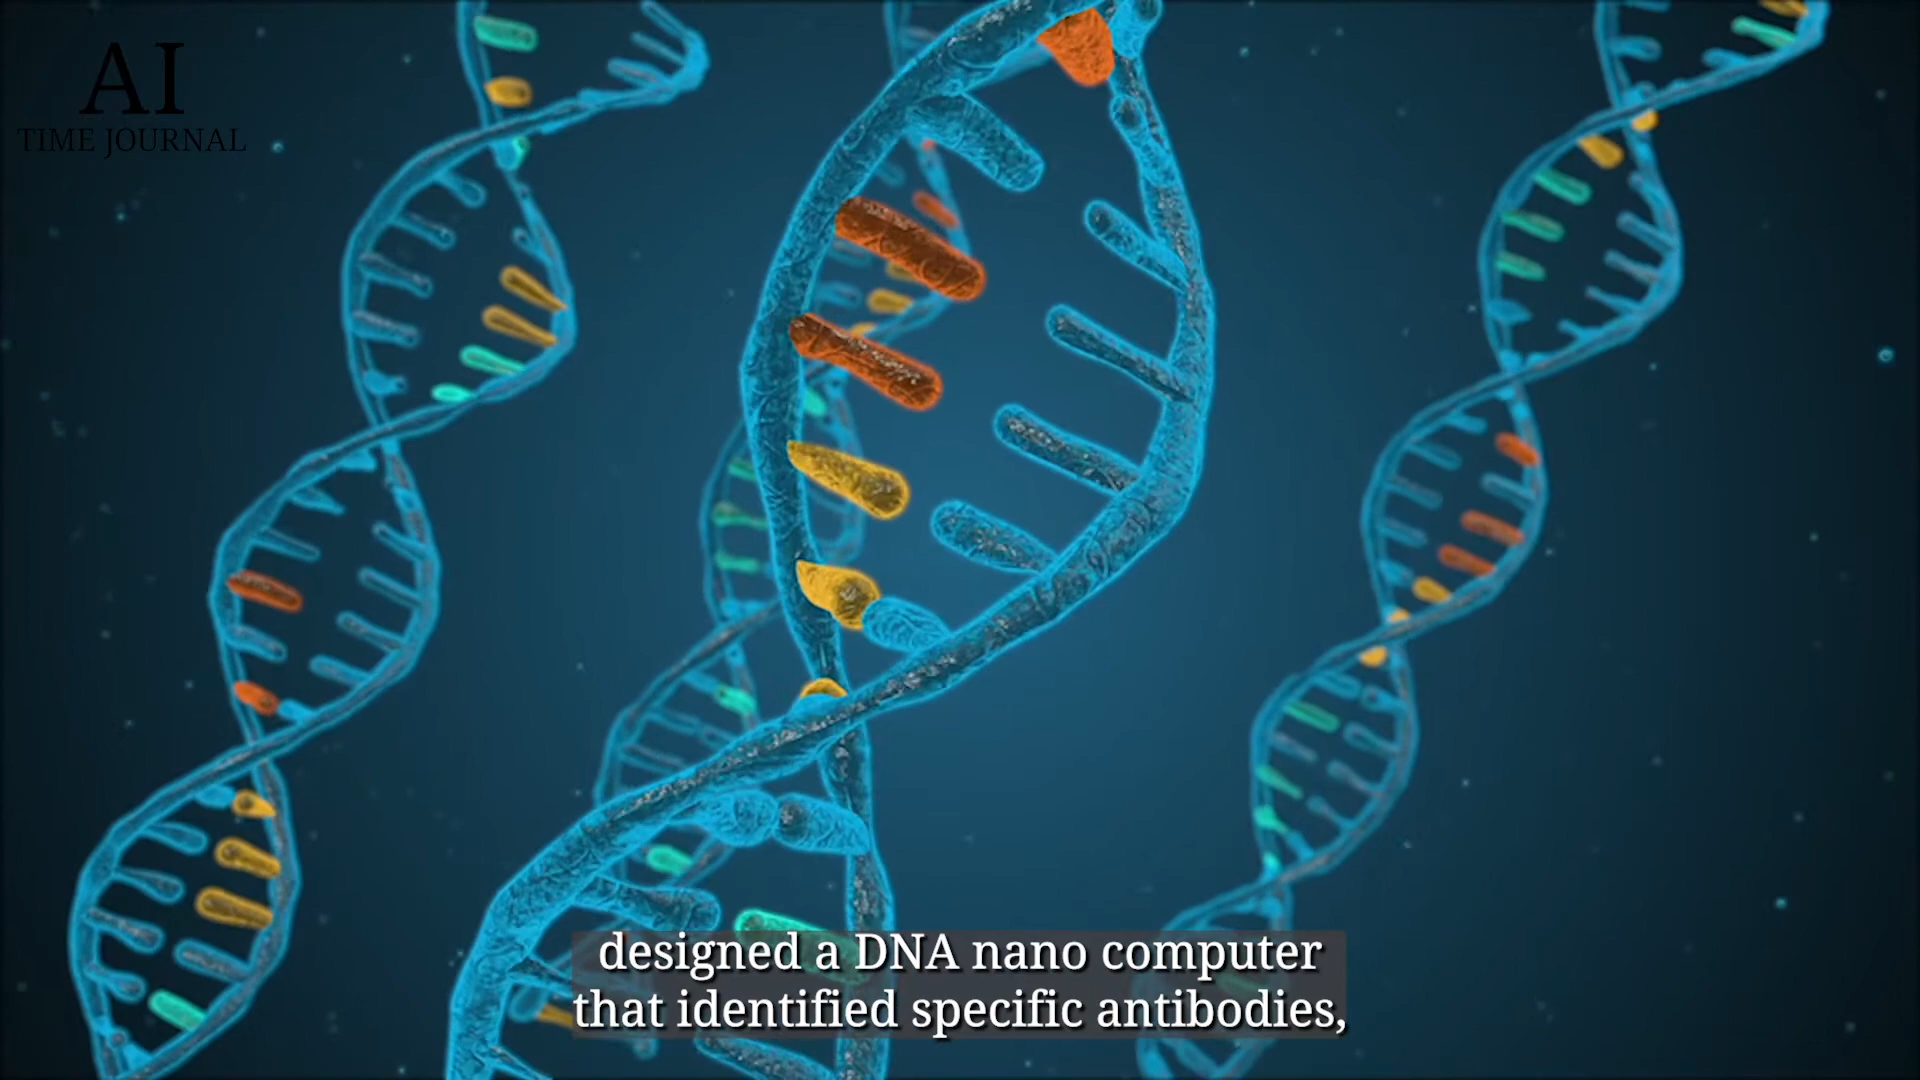 AI
TIME JOURNAL
designed a DNA nano computer
that identified specific antibodies,